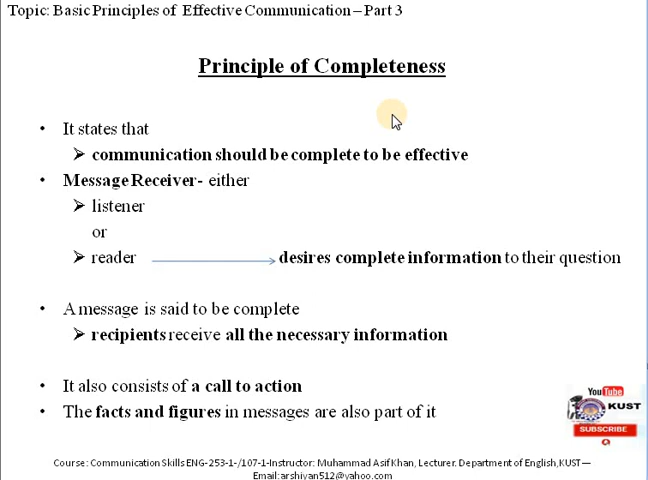 Topic: Basic Principles of Effective Communication – Part 3
Principle of Completeness
• It states that
➢ communication should be complete to be effective
• Message Receiver- either
➢ listener
or
➢ reader → desires complete information to their question
• A message is said to be complete
➢ recipients receive all the necessary information
• It also consists of a call to action
• The facts and figures in messages are also part of it
YouTube
KUST
SUBSCRIBE
Course: Communication Skills ENG-253-1-/107-1-Instructor: Muhammad Asif Khan, Lecturer. Department of English,KUST—
Email:arshiyan512@yahoo.com